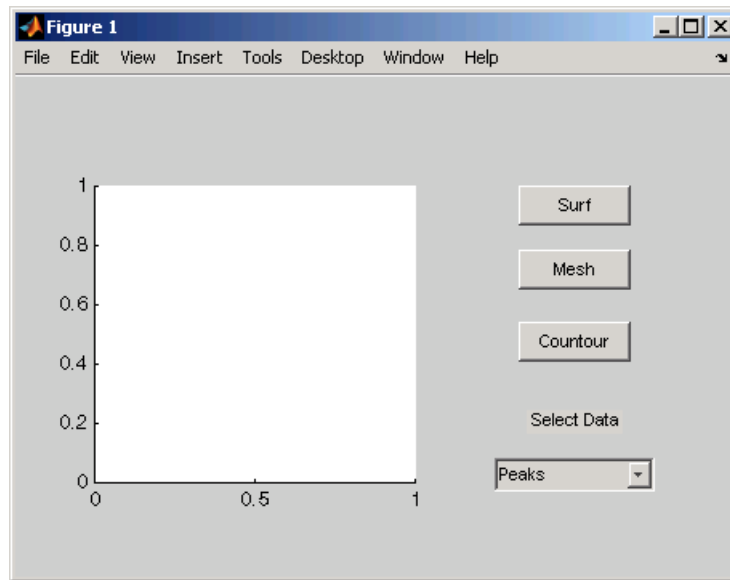 Figure 1
File Edit View Insert Tools Desktop Window Help
1
0.8
0.6
0.4
0.2
0
0 0.5 1
Surf
Mesh
Countour
Select Data
Peaks